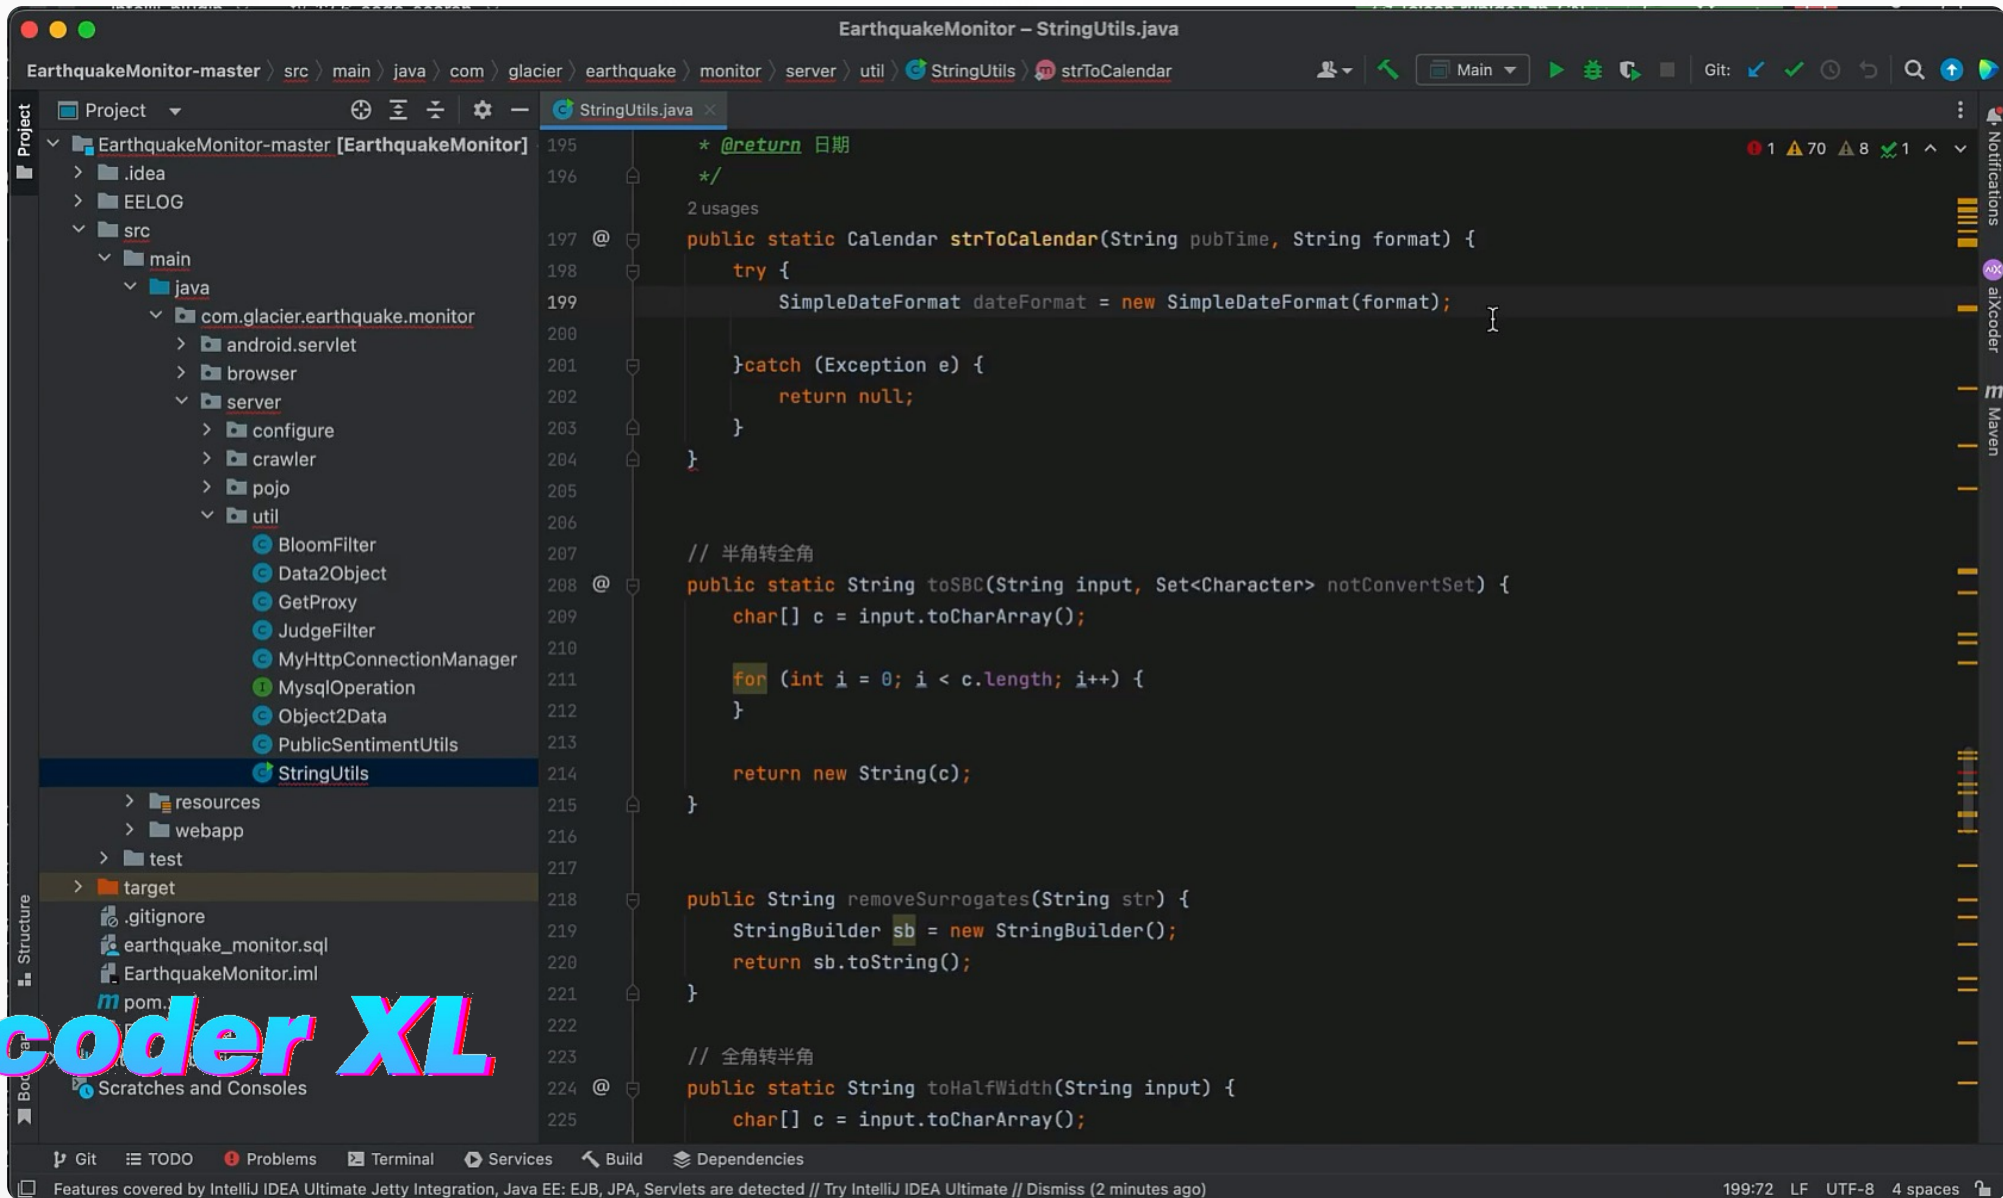 EarthquakeMonitor – StringUtils.java
EarthquakeMonitor-master src main java com glacier earthquake monitor server util StringUtils strToCalendar Main Git:
Project StringUtils.java
Project
EarthquakeMonitor-master [EarthquakeMonitor]
.idea
EELOG
src
main
java
com.glacier.earthquake.monitor
android.servlet
browser
server
configure
crawler
pojo
util
BloomFilter
Data2Object
GetProxy
JudgeFilter
MyHttpConnectionManager
MysqlOperation
Object2Data
PublicSentimentUtils
StringUtils
resources
webapp
test
target
.gitignore
earthquake_monitor.sql
EarthquakeMonitor.iml
pom.
coder XL
Scratches and Consoles
Structure
195 * @return 日期
196 */
2 usages
197 @ public static Calendar strToCalendar(String pubTime, String format) {
198 try {
199 SimpleDateFormat dateFormat = new SimpleDateFormat(format);
200
201 }catch (Exception e) {
202 return null;
203 }
204 }
205
206
207 // 半角转全角
208 @ public static String toSBC(String input, Set<Character> notConvertSet) {
209 char[] c = input.toCharArray();
210
211 for (int i = 0; i < c.length; i++) {
212 }
213
214 return new String(c);
215 }
216
217
218 public String removeSurrogates(String str) {
219 StringBuilder sb = new StringBuilder();
220 return sb.toString();
221 }
222
223 // 全角转半角
224 @ public static String toHalfWidth(String input) {
225 char[] c = input.toCharArray();
1 70 8 1
Notifications
aiXcoder
m Maven
Git TODO Problems Terminal Services Build Dependencies
Features covered by IntelliJ IDEA Ultimate Jetty Integration, Java EE: EJB, JPA, Servlets are detected // Try IntelliJ IDEA Ultimate // Dismiss (2 minutes ago) 199:72 LF UTF-8 4 spaces